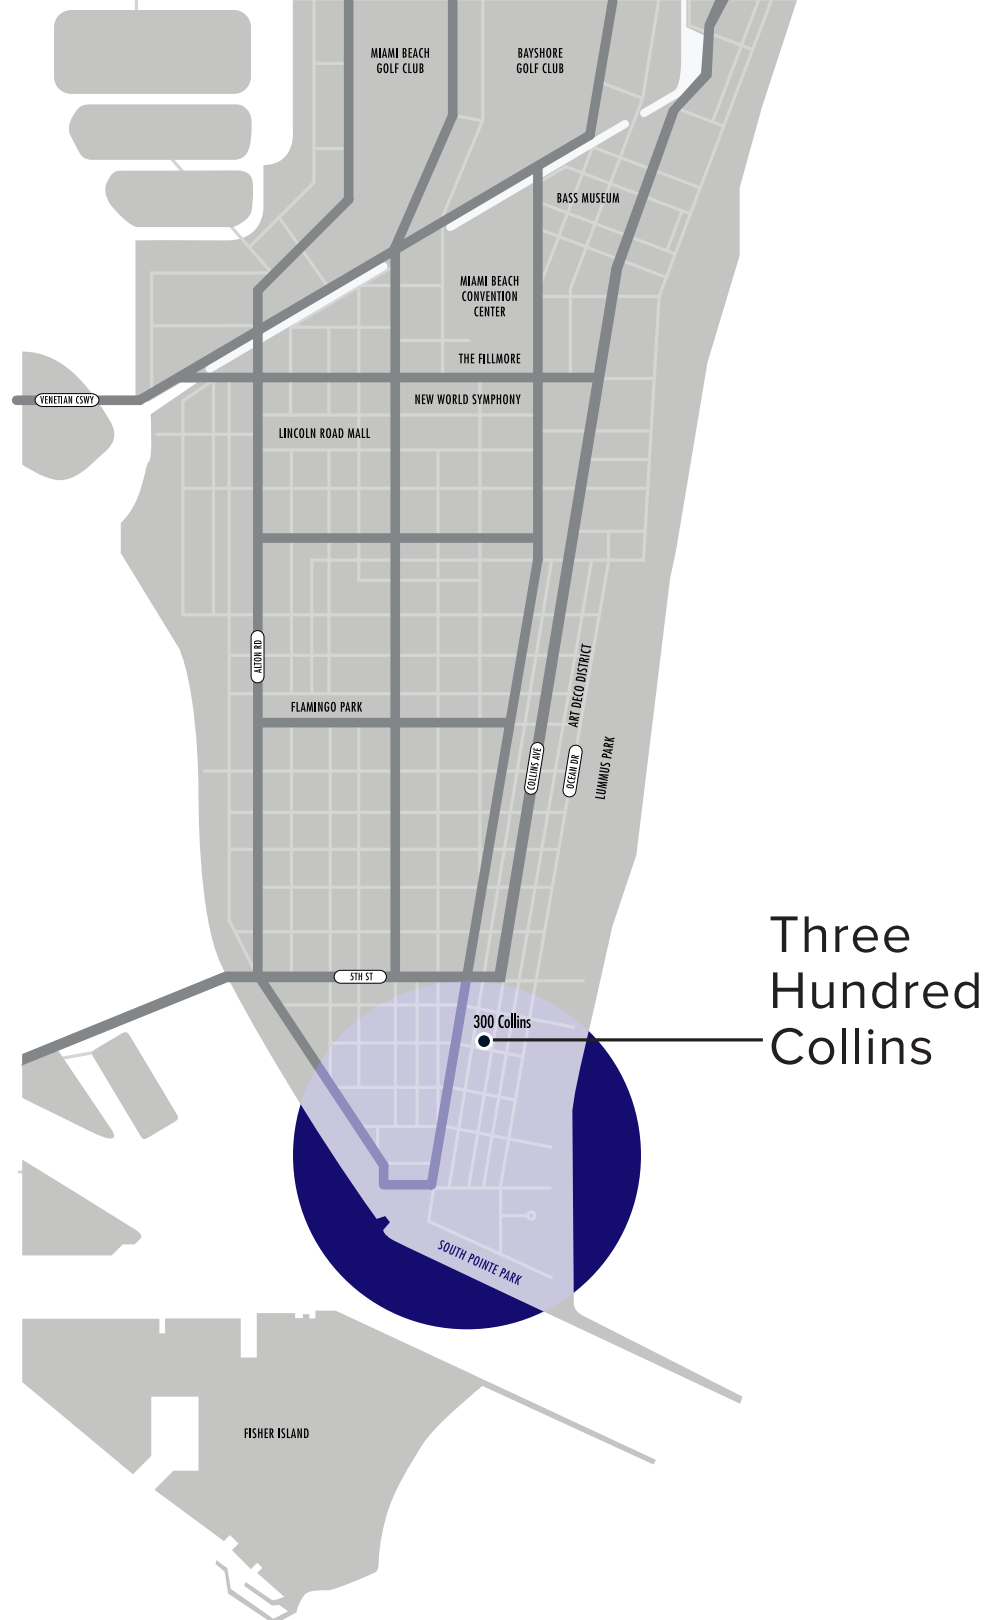 MIAMI BEACH
GOLF CLUB
BAYSHORE
GOLF CLUB
BASS MUSEUM
MIAMI BEACH
CONVENTION
CENTER
THE FILLMORE
VENETIAN CSWY
NEW WORLD SYMPHONY
LINCOLN ROAD MALL
ALTON RD
ART DECO DISTRICT
FLAMINGO PARK
COLLINS AVE
OCEAN DR
LUMMUS PARK
Three
Hundred
Collins
5TH ST
300 Collins
SOUTH POINTE PARK
FISHER ISLAND